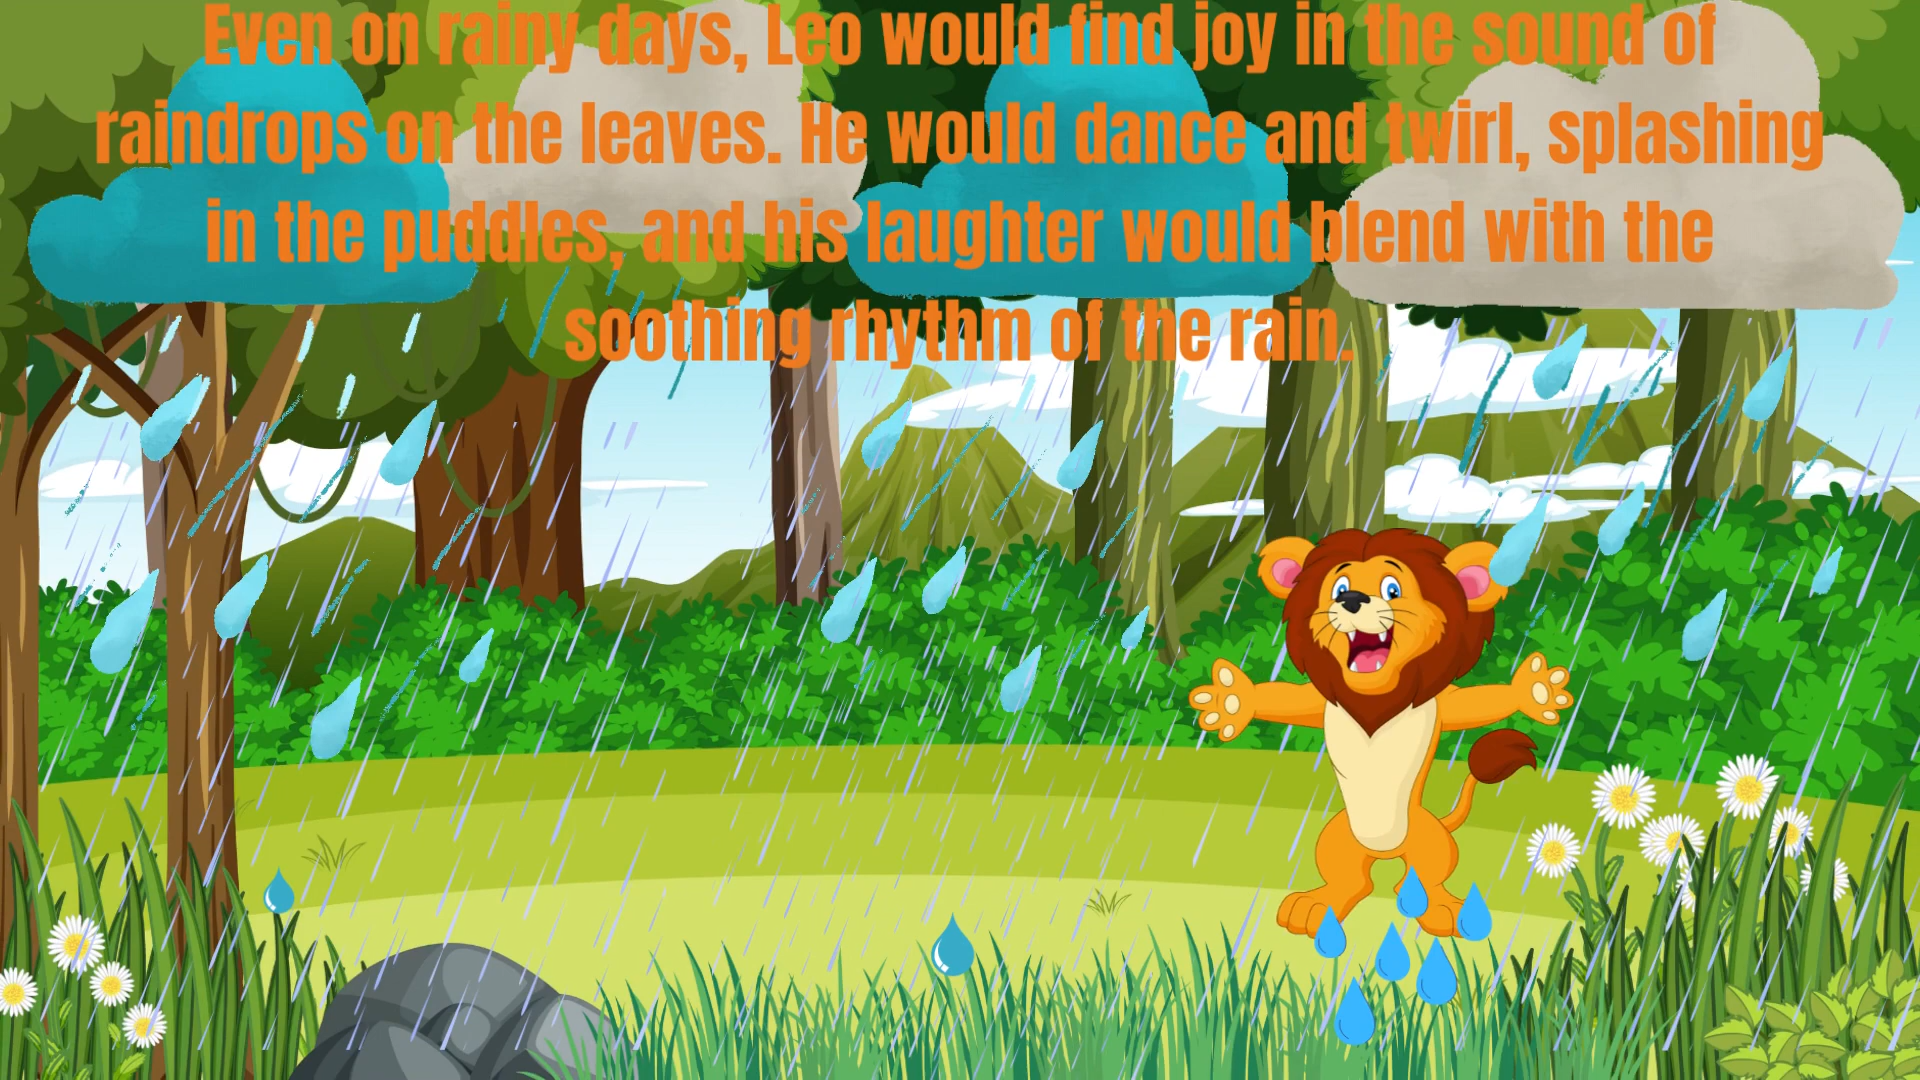 Even on rainy days, Leo would find joy in the sound of
raindrops on the leaves. He would dance and twirl, splashing
in the puddles, and his laughter would blend with the
soothing rhythm of the rain.